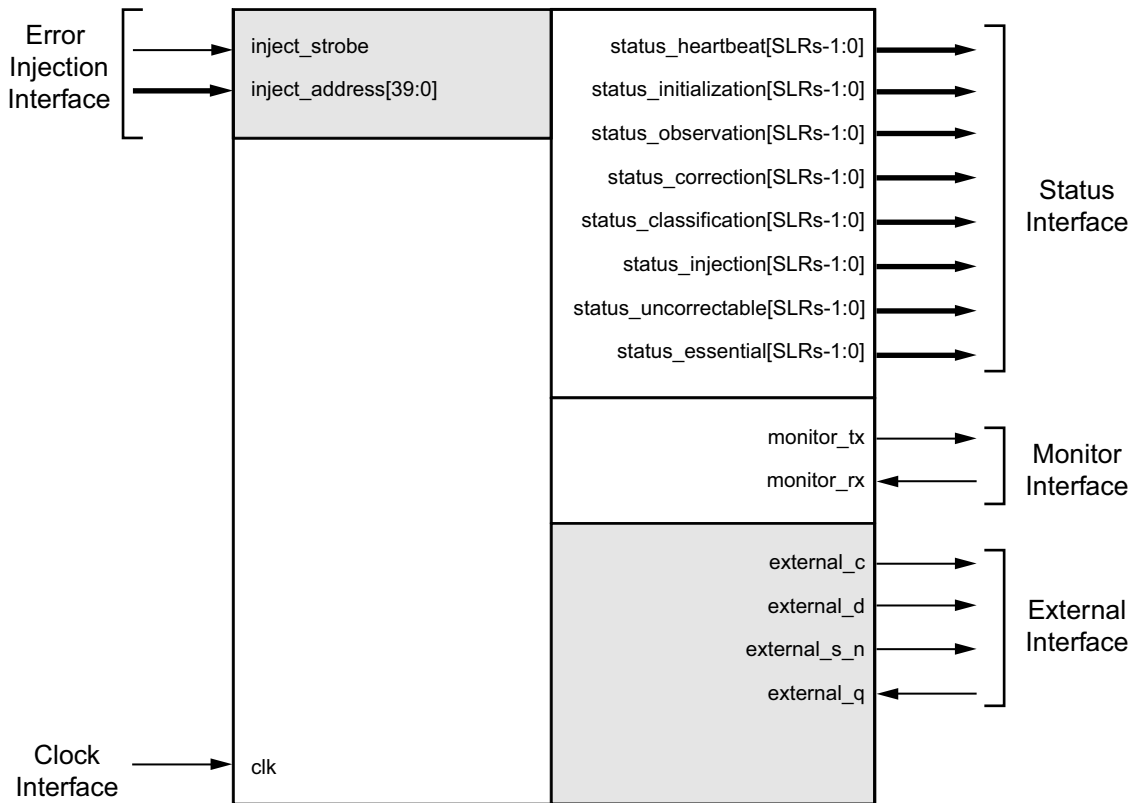 Error
Injection
Interface
inject_strobe
inject_address[39:0]
status_heartbeat[SLRs-1:0]
status_initialization[SLRs-1:0]
status_observation[SLRs-1:0]
status_correction[SLRs-1:0]
status_classification[SLRs-1:0]
status_injection[SLRs-1:0]
status_uncorrectable[SLRs-1:0]
status_essential[SLRs-1:0]
Status
Interface
monitor_tx
monitor_rx
Monitor
Interface
external_c
external_d
external_s_n
external_q
External
Interface
Clock
Interface
clk